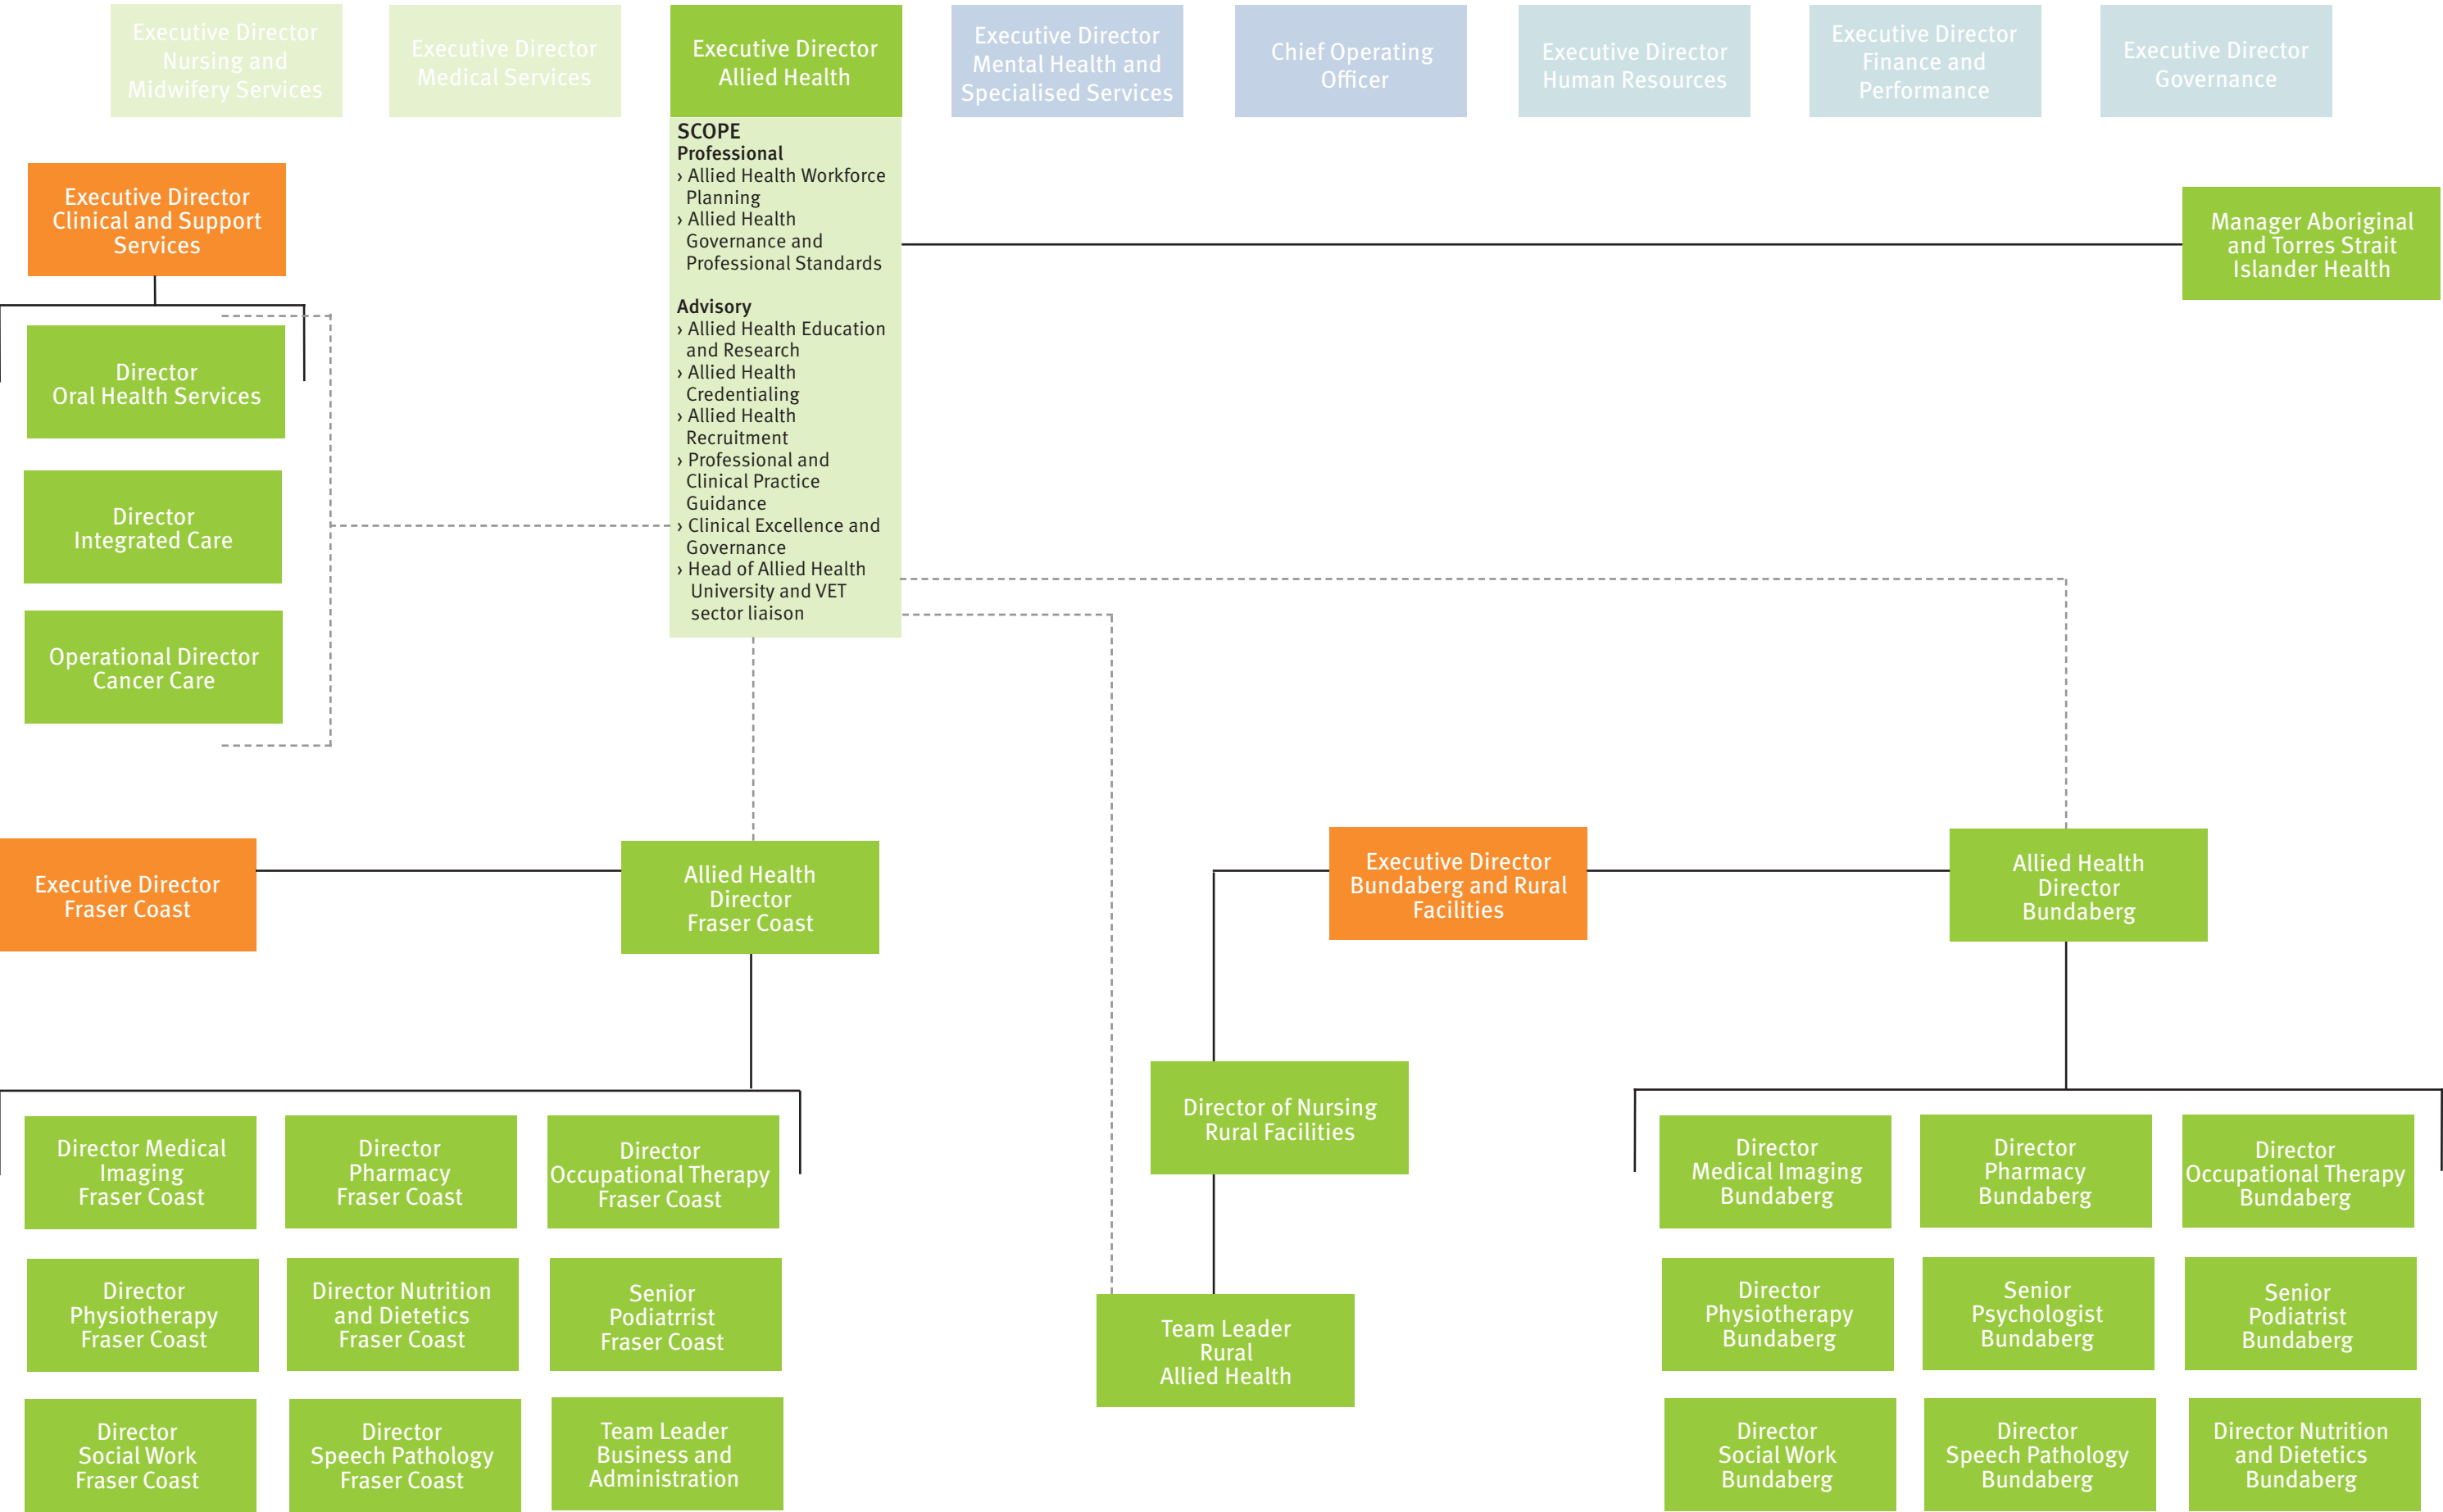 Executive Director
Nursing and
Midwifery Services
Executive Director
Medical Services
Executive Director
Allied Health
Executive Director
Mental Health and
Specialised Services
Chief Operating
Officer
Executive Director
Human Resources
Executive Director
Finance and
Performance
Executive Director
Governance
SCOPE
Professional
› Allied Health Workforce
Planning
› Allied Health
Governance and
Professional Standards
Advisory
› Allied Health Education
and Research
› Allied Health
Credentialing
› Allied Health
Recruitment
› Professional and
Clinical Practice
Guidance
› Clinical Excellence and
Governance
› Head of Allied Health
University and VET
sector liaison
Executive Director
Clinical and Support
Services
Manager Aboriginal
and Torres Strait
Islander Health
Director
Oral Health Services
Director
Integrated Care
Operational Director
Cancer Care
Executive Director
Fraser Coast
Allied Health
Director
Fraser Coast
Executive Director
Bundaberg and Rural
Facilities
Allied Health
Director
Bundaberg
Director Medical
Imaging
Fraser Coast
Director
Pharmacy
Fraser Coast
Director
Occupational Therapy
Fraser Coast
Director
Physiotherapy
Fraser Coast
Director Nutrition
and Dietetics
Fraser Coast
Senior
Podiatrrist
Fraser Coast
Director
Social Work
Fraser Coast
Director
Speech Pathology
Fraser Coast
Team Leader
Business and
Administration
Director of Nursing
Rural Facilities
Team Leader
Rural
Allied Health
Director
Medical Imaging
Bundaberg
Director
Pharmacy
Bundaberg
Director
Occupational Therapy
Bundaberg
Director
Physiotherapy
Bundaberg
Senior
Psychologist
Bundaberg
Senior
Podiatrist
Bundaberg
Director
Social Work
Bundaberg
Director
Speech Pathology
Bundaberg
Director Nutrition
and Dietetics
Bundaberg